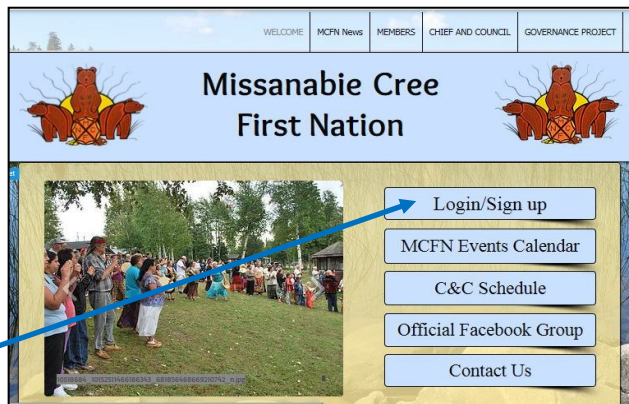 WELCOME MCFN News MEMBERS CHIEF AND COUNCIL GOVERNANCE PROJECT
Missanabie Cree
First Nation
Login/Sign up
MCFN Events Calendar
C&C Schedule
Official Facebook Group
Contact Us